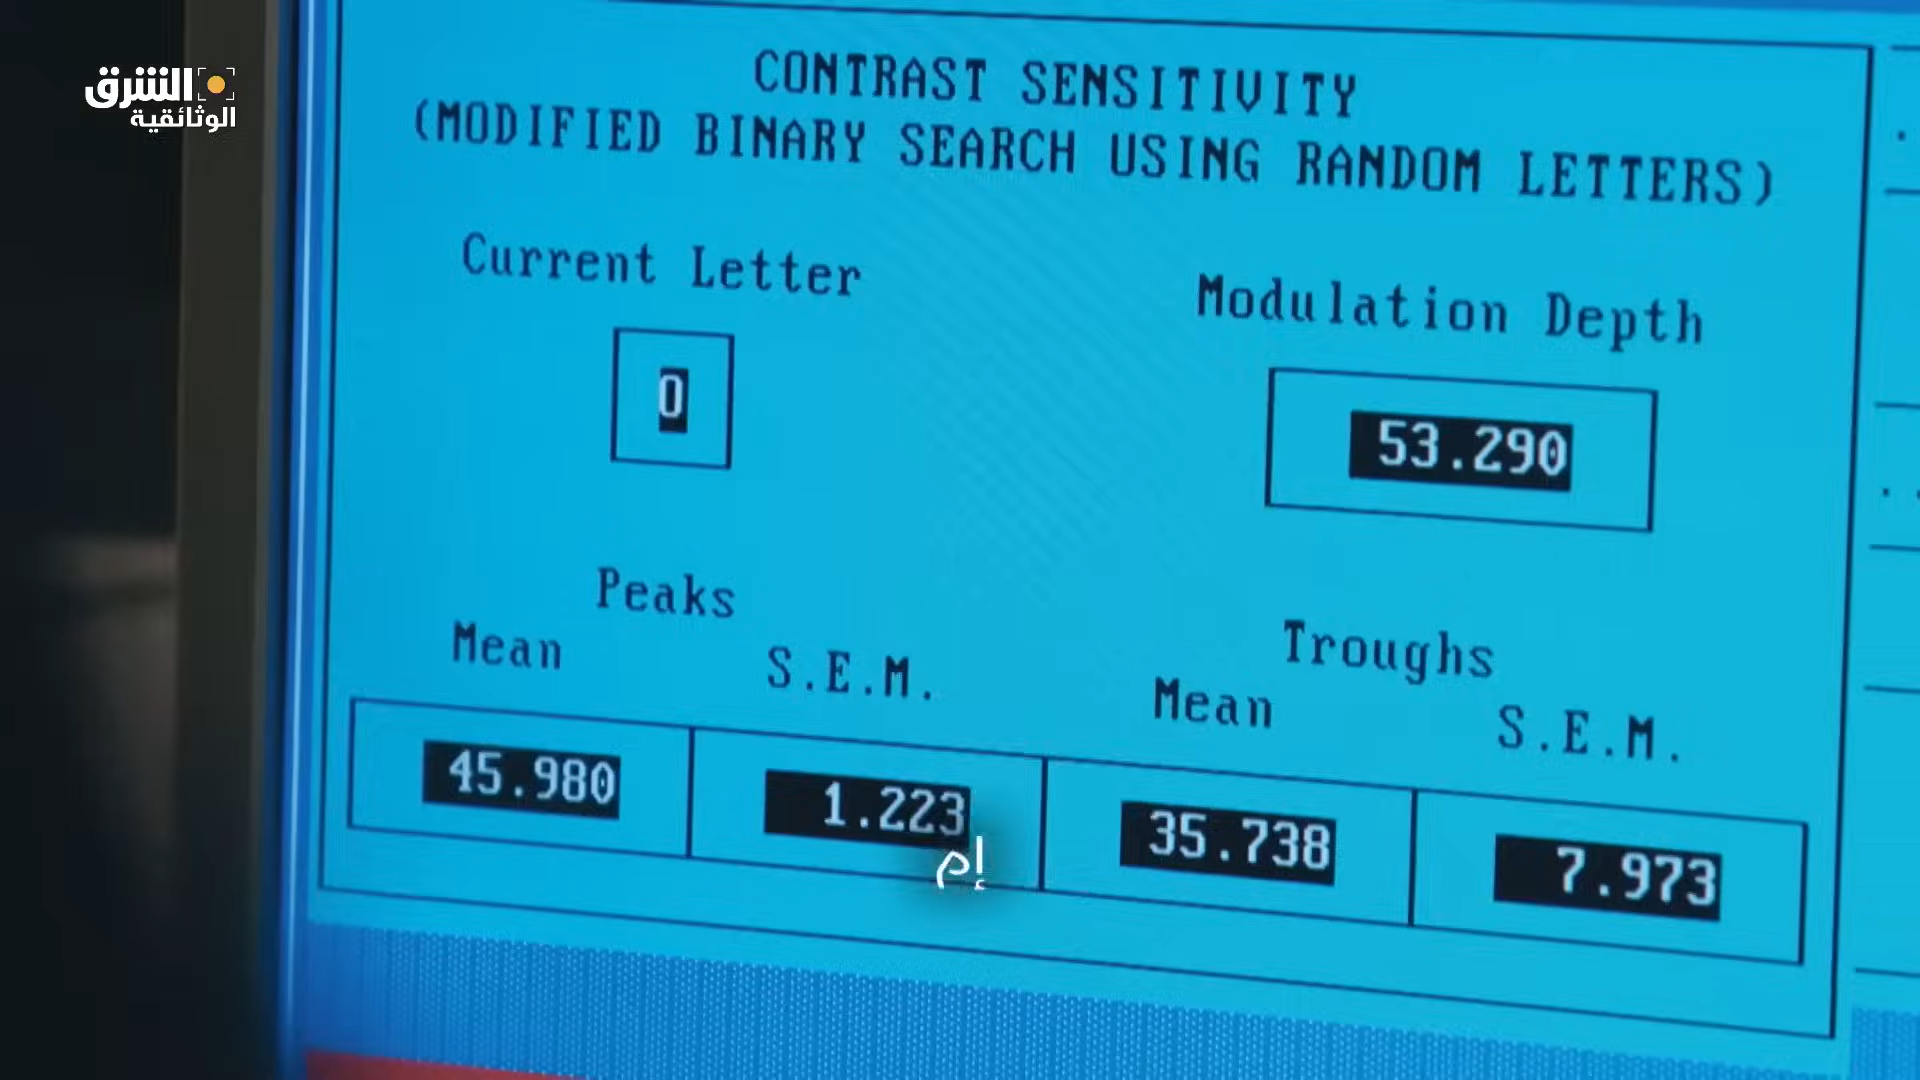 الشرق
الوثائقية
CONTRAST SENSITIVITY
(MODIFIED BINARY SEARCH USING RANDOM LETTERS)
Current Letter
Modulation Depth
O
53.290
Peaks
Troughs
Mean
S.E.M.
Mean
S.E.M.
45.980
1.223
35.738
7.973
إم